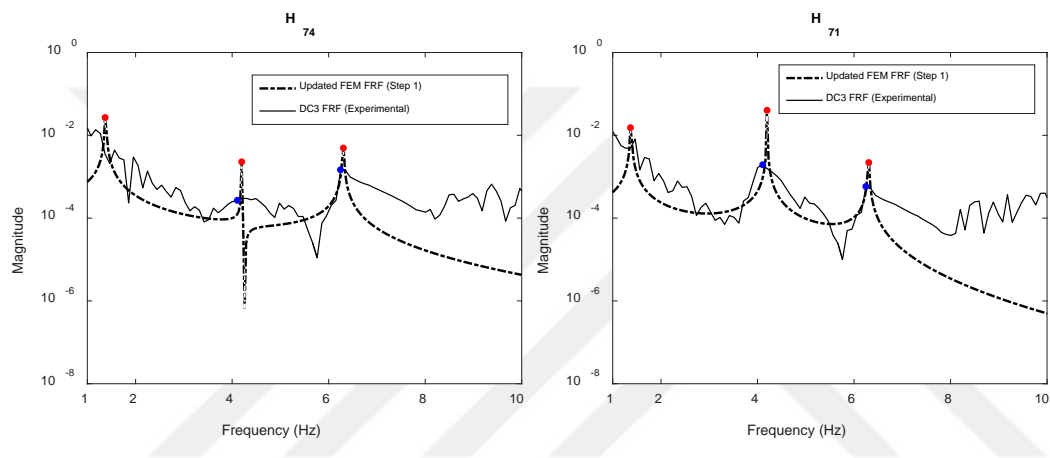 H
74
10 0
10 -2
10 -4
10 -6
10 -8
Magnitude
1 2 4 6 8 10
Frequency (Hz)
Updated FEM FRF (Step 1)
DC3 FRF (Experimental)
H
71
10 0
10 -2
10 -4
10 -6
10 -8
Magnitude
1 2 4 6 8 10
Frequency (Hz)
Updated FEM FRF (Step 1)
DC3 FRF (Experimental)